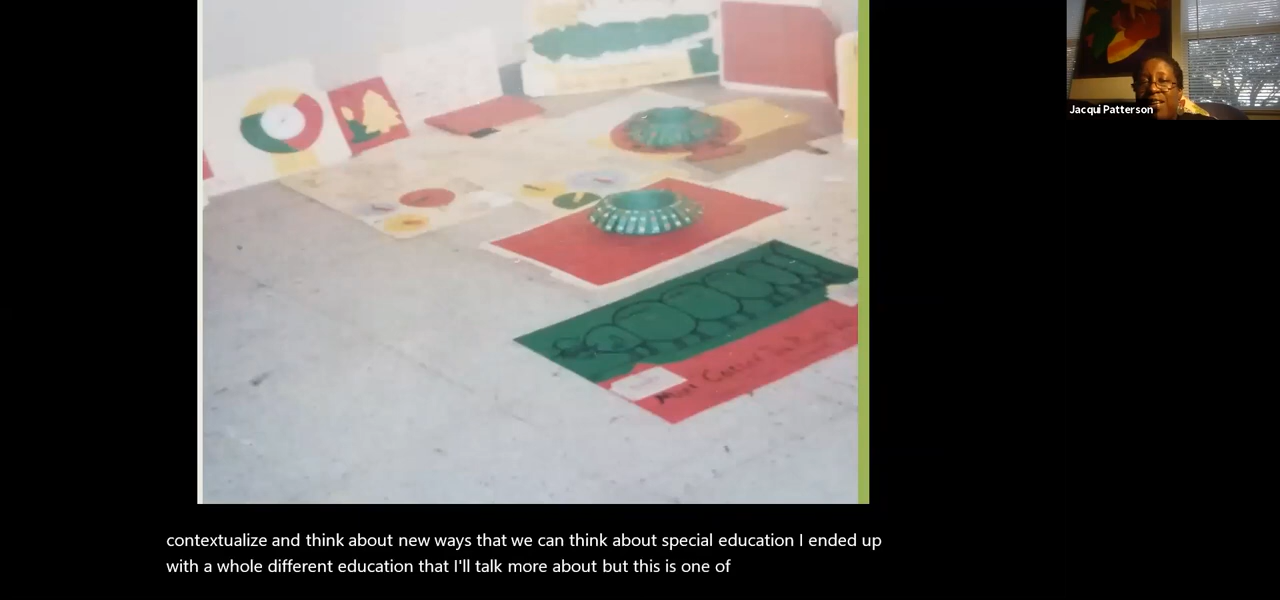 Jacqui Patterson
contextualize and think about new ways that we can think about special education I ended up
with a whole different education that I'll talk more about but this is one of